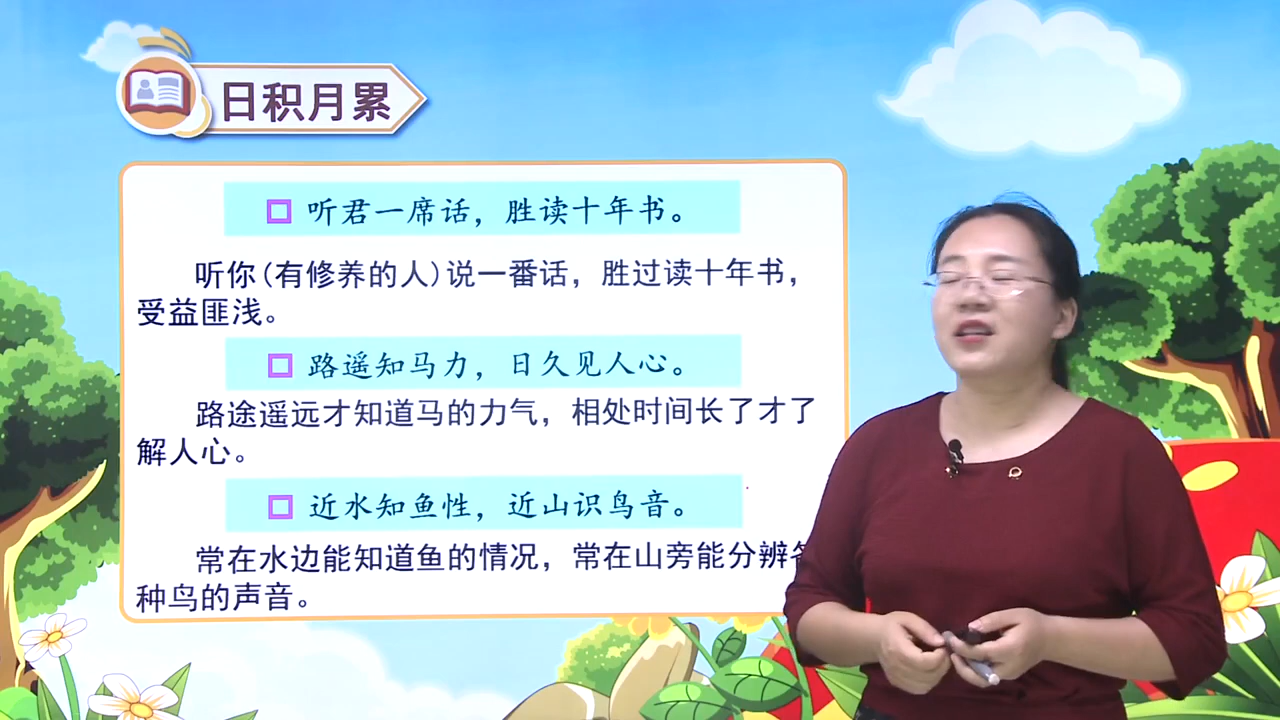 日积月累
听君一席话，胜读十年书。
听你(有修养的人)说一番话，胜过读十年书，
受益匪浅。
路遥知马力，日久见人心。
路途遥远才知道马的力气，相处时间长了才了
解人心。
近水知鱼性，近山识鸟音。
常在水边能知道鱼的情况，常在山旁能分辨各
种鸟的声音。